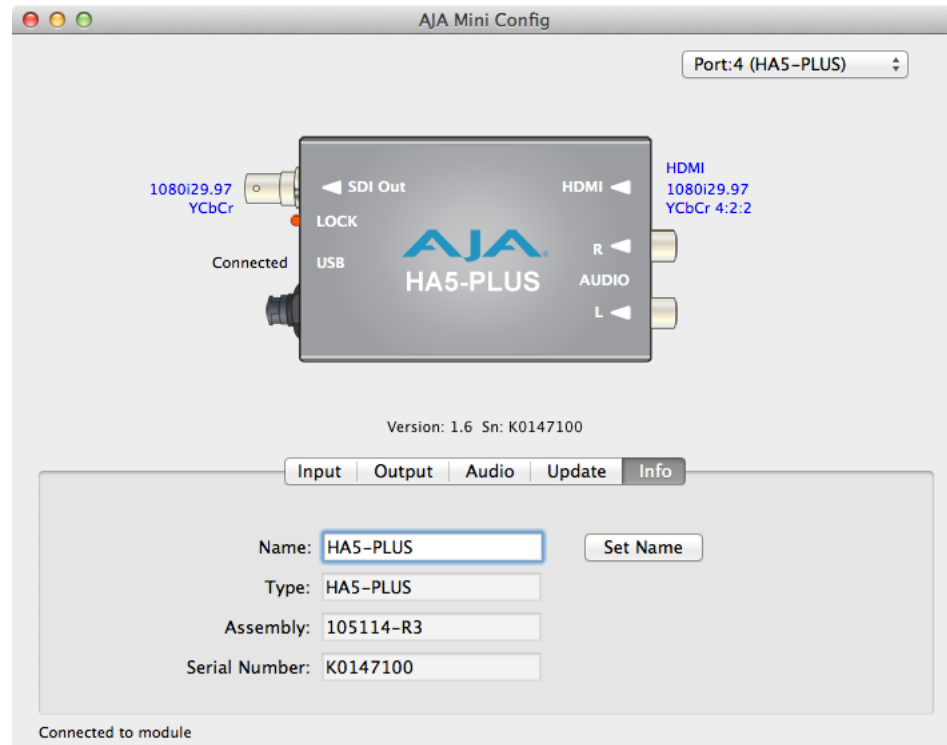 AJA Mini Config
Port:4 (HA5-PLUS)
1080i29.97
YCbCr
SDI Out
HDMI
HDMI
1080i29.97
YCbCr 4:2:2
LOCK
Connected
USB
AJA
HA5-PLUS
R
AUDIO
L
Version: 1.6 Sn: K0147100
Input Output Audio Update Info
Name: HA5-PLUS Set Name
Type: HA5-PLUS
Assembly: 105114-R3
Serial Number: K0147100
Connected to module